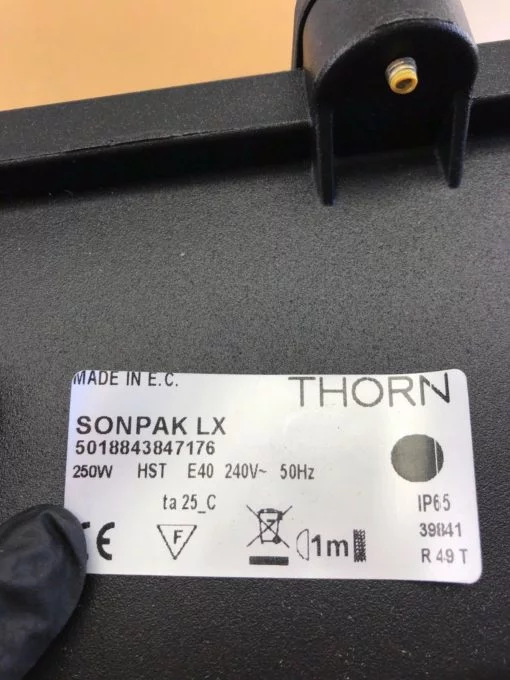 MADE IN E.C.
THORN
SONPAK LX
5018843847176
250W HST E40 240V~ 50Hz
ta 25_C
IP65
39841
CE F 1m
R 49 T